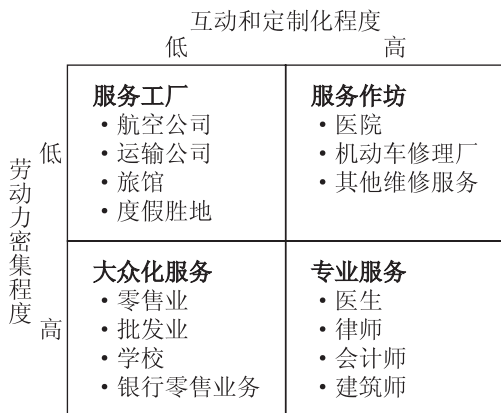 互动和定制化程度
低 高
劳动力密集程度
低
服务工厂
・航空公司
・运输公司
・旅馆
・度假胜地
服务作坊
・医院
・机动车修理厂
・其他维修服务
高
大众化服务
・零售业
・批发业
・学校
・银行零售业务
专业服务
・医生
・律师
・会计师
・建筑师